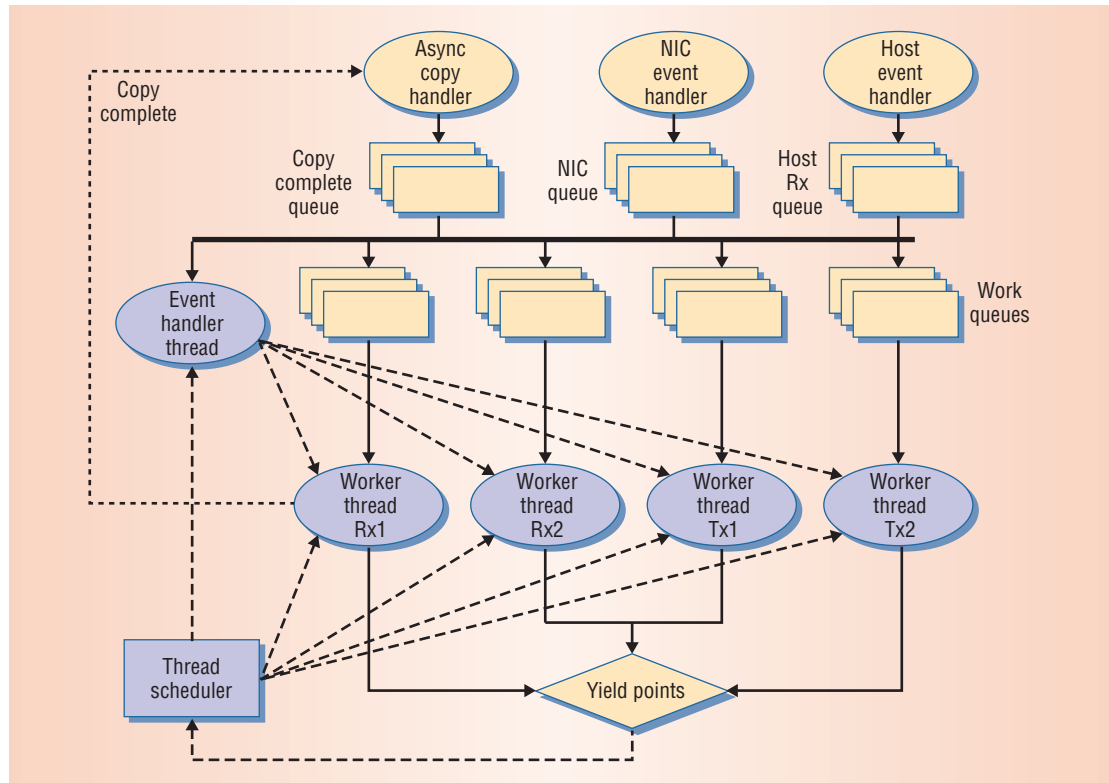 Copy
complete
Async
copy
handler
NIC
event
handler
Host
event
handler
Copy
complete
queue
NIC
queue
Host
Rx
queue
Event
handler
thread
Work
queues
Worker
thread
Rx1
Worker
thread
Rx2
Worker
thread
Tx1
Worker
thread
Tx2
Thread
scheduler
Yield points